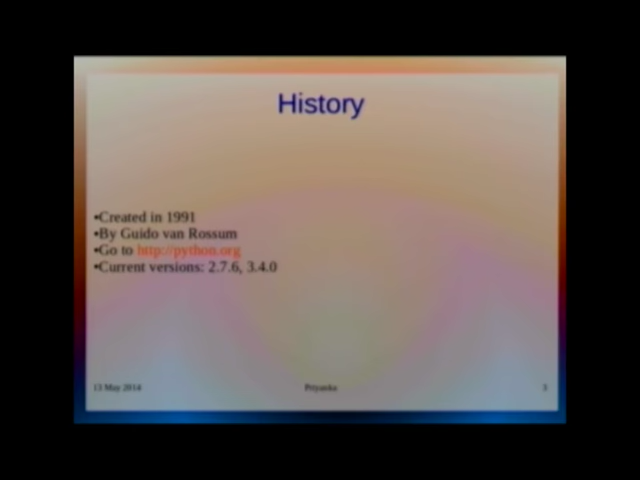 History
•Created in 1991
•By Guido van Rossum
•Go to http://python.org
•Current versions: 2.7.6, 3.4.0
13 May 2014
Priyanka
3